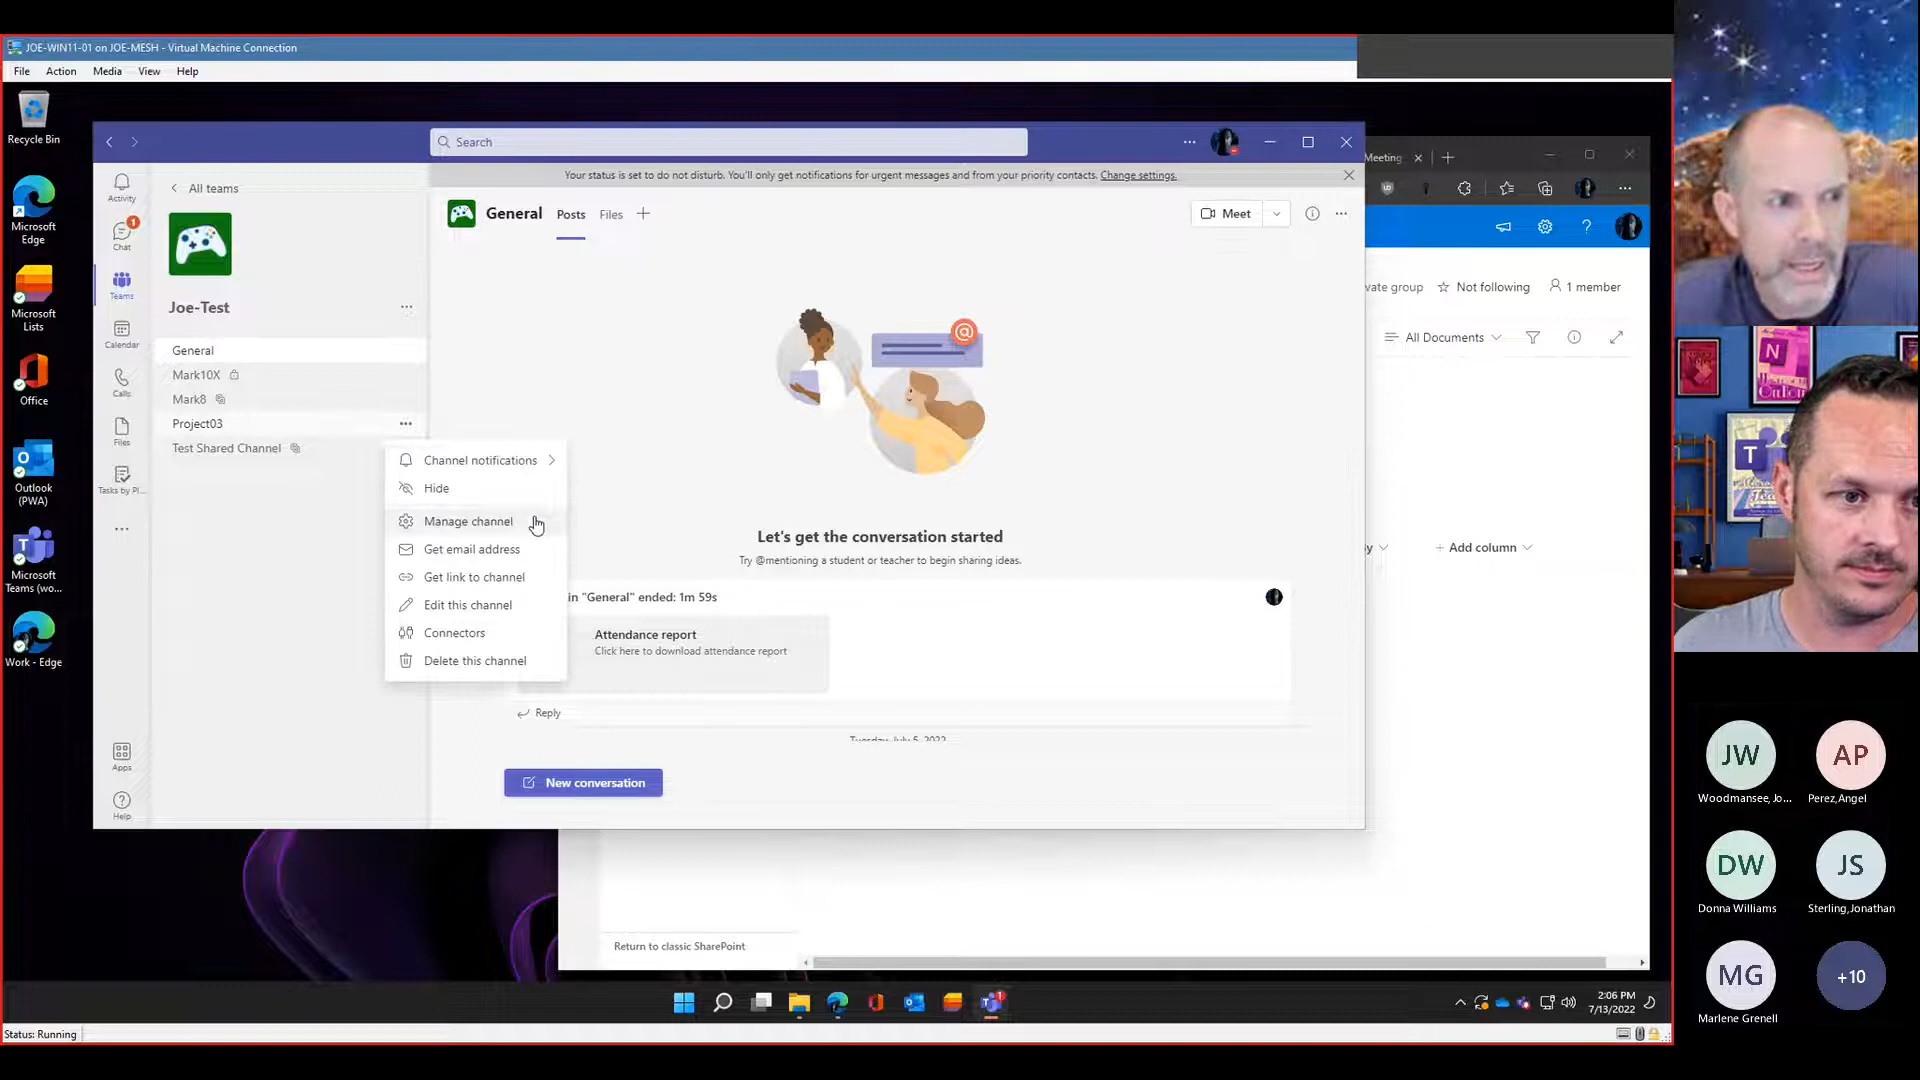 JOE-WIN11-01 on JOE-MESH - Virtual Machine Connection
File Action Media View Help
Recycle Bin
Microsoft
Edge
Microsoft
Lists
Office
Outlook
(PWA)
Microsoft
Teams (wo...
Work - Edge
Search
Your status is set to do not disturb. You'll only get notifications for urgent messages and from your priority contacts. Change settings.
Activity
Chat
1
Teams
Calendar
Calls
Files
Tasks by Pl...
Apps
Help
All teams
Joe-Test
General
Mark10X
Mark8
Project03
Test Shared Channel
General Posts Files
Meet
Channel notifications
Hide
Manage channel
Get email address
Get link to channel
Edit this channel
Connectors
Delete this channel
Let's get the conversation started
Try @mentioning a student or teacher to begin sharing ideas.
in "General" ended: 1m 59s
Attendance report
Click here to download attendance report
Reply
Tuesday, July 5, 2022
New conversation
Meeting
vate group Not following 1 member
All Documents
Add column
Return to classic SharePoint
2:06 PM
7/13/2022
Status: Running
JW
Woodmansee, Jo...
AP
Perez,Angel
DW
Donna Williams
JS
Sterling,Jonathan
MG
Marlene Grenell
+10